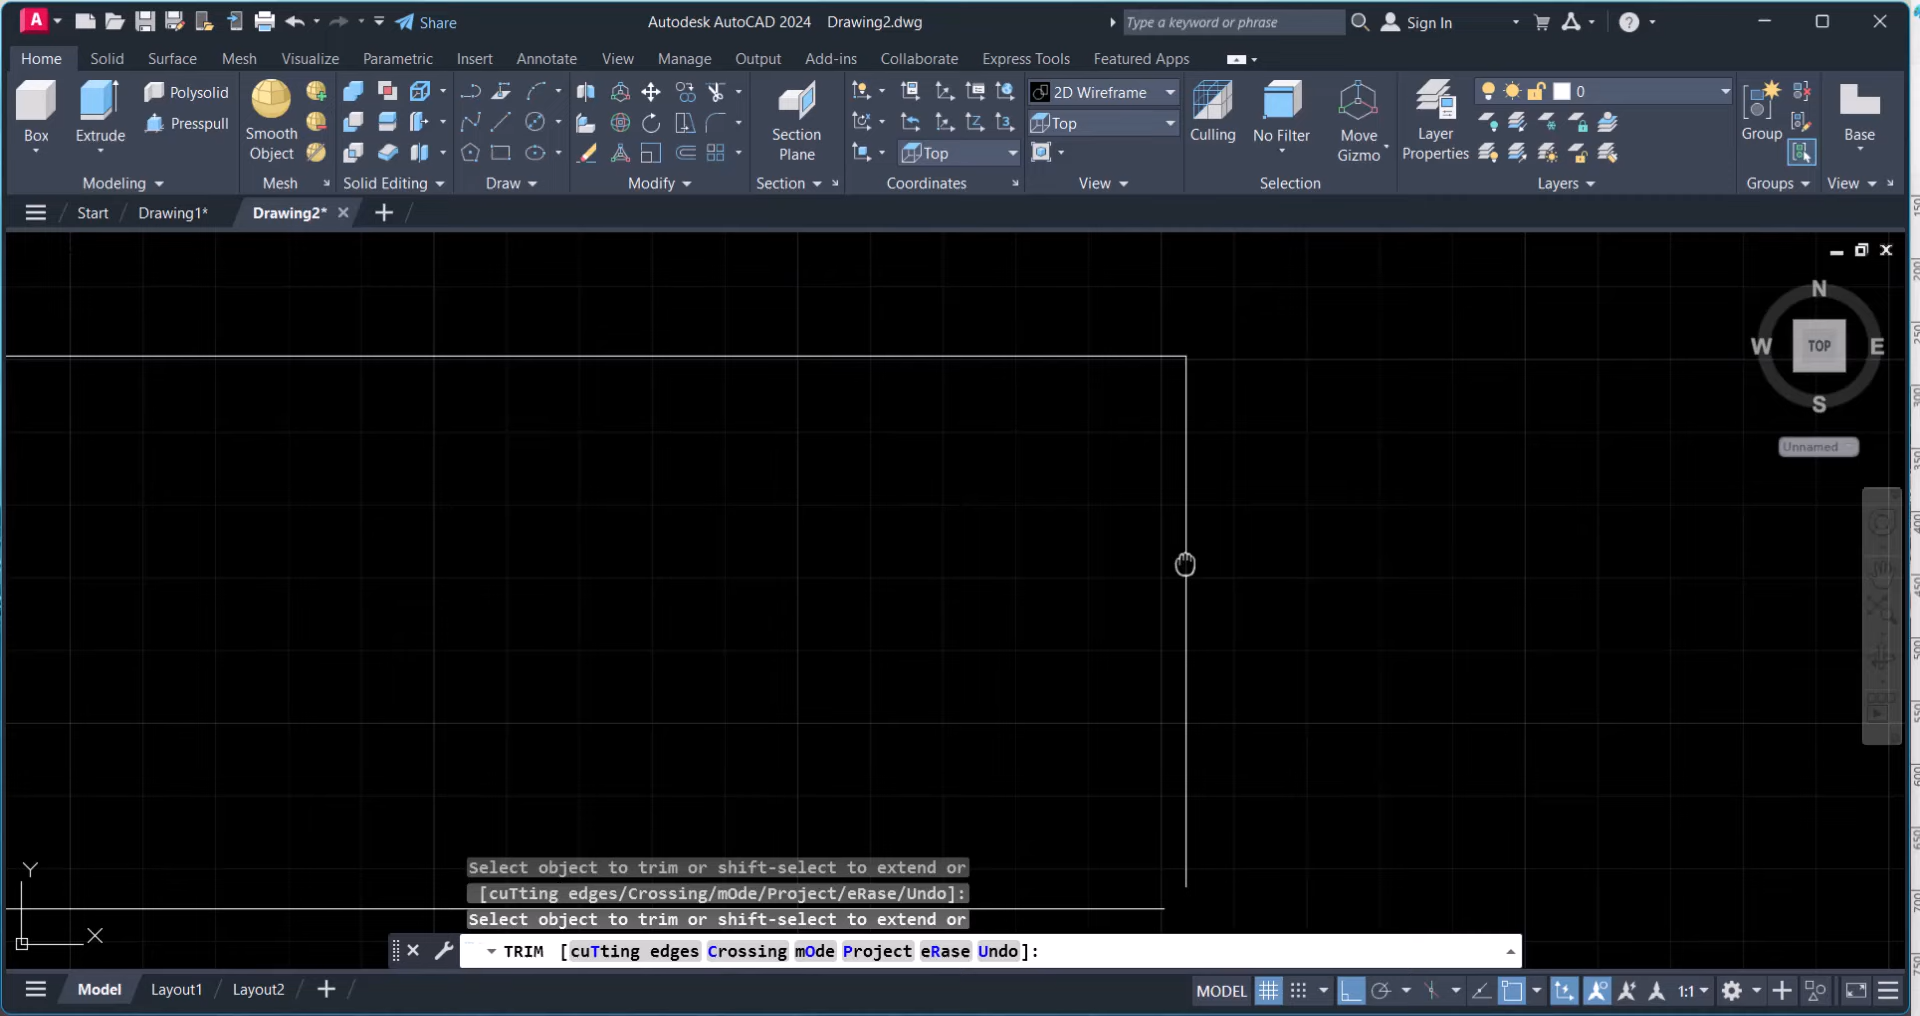 Share
Autodesk AutoCAD 2024 Drawing2.dwg
Type a keyword or phrase
Sign In
Home Solid Surface Mesh Visualize Parametric Insert Annotate View Manage Output Add-ins Collaborate Express Tools Featured Apps
Box
Extrude
Polysolid
Presspull
Smooth
Object
Section
Plane
Top
2D Wireframe
Top
Culling
No Filter
Move
Gizmo
Layer
Properties
0
Group
Base
Modeling Mesh Solid Editing Draw Modify Section Coordinates View Selection Layers Groups View
Start Drawing1* Drawing2*
N
W TOP E
S
Unnamed
Y
X
Select object to trim or shift-select to extend or
[cuTting edges/Crossing/mOde/Project/eRase/Undo]:
Select object to trim or shift-select to extend or
TRIM [cuTting edges Crossing mOde Project eRase Undo]:
Model Layout1 Layout2
MODEL 1:1